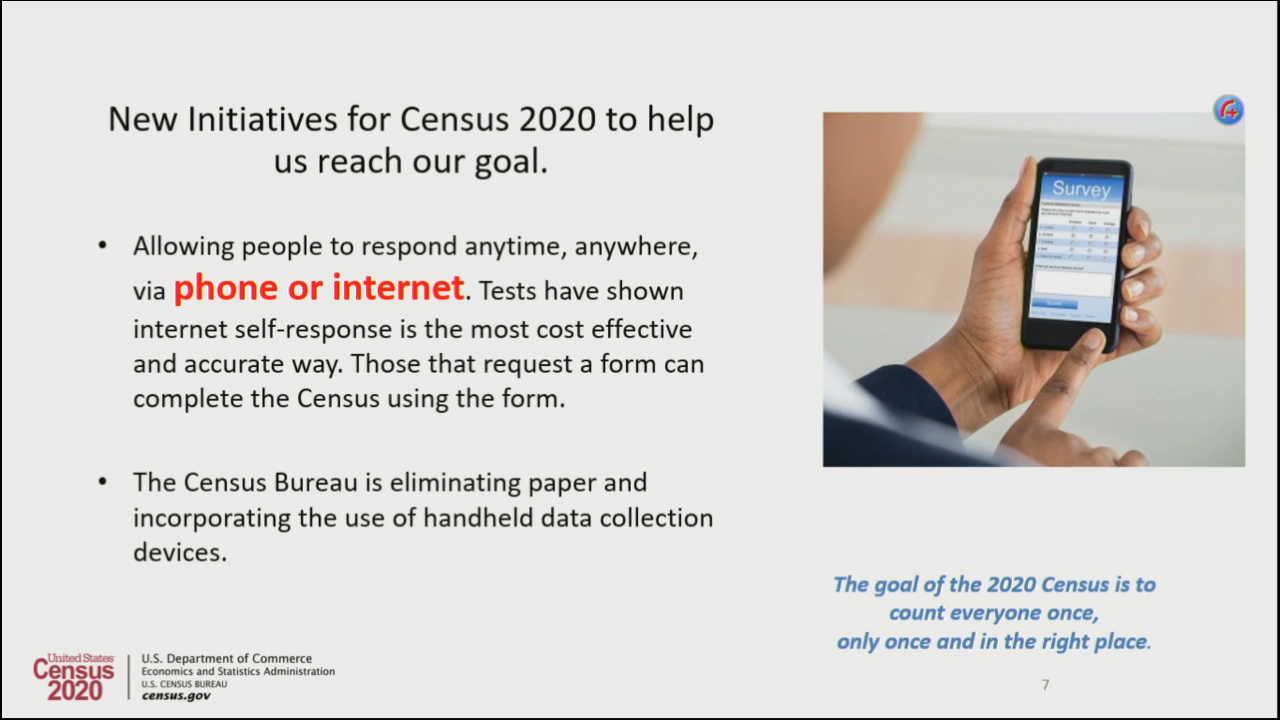 New Initiatives for Census 2020 to help
us reach our goal.
• Allowing people to respond anytime, anywhere,
via phone or internet. Tests have shown
internet self-response is the most cost effective
and accurate way. Those that request a form can
complete the Census using the form.
• The Census Bureau is eliminating paper and
incorporating the use of handheld data collection
devices.
Survey
The goal of the 2020 Census is to
count everyone once,
only once and in the right place.
United States
Census
2020
U.S. Department of Commerce
Economics and Statistics Administration
U.S. CENSUS BUREAU
census.gov
7